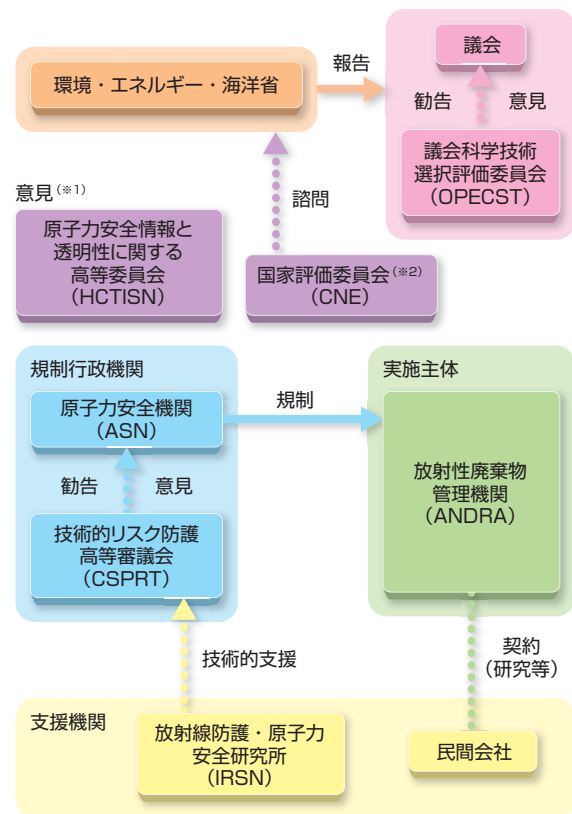 議会
報告
環境・エネルギー・海洋省
勧告 意見
議会科学技術
選択評価委員会
(OPECST)
意見(※1)
諮問
原子力安全情報と
透明性に関する
高等委員会
(HCTISN)
国家評価委員会(※2)
(CNE)
規制行政機関
実施主体
原子力安全機関
(ASN)
規制
勧告 意見
放射性廃棄物
管理機関
(ANDRA)
技術的リスク防護
高等審議会
(CSPRT)
技術的支援
契約
(研究等)
支援機関
放射線防護・原子力
安全研究所
(IRSN)
民間会社